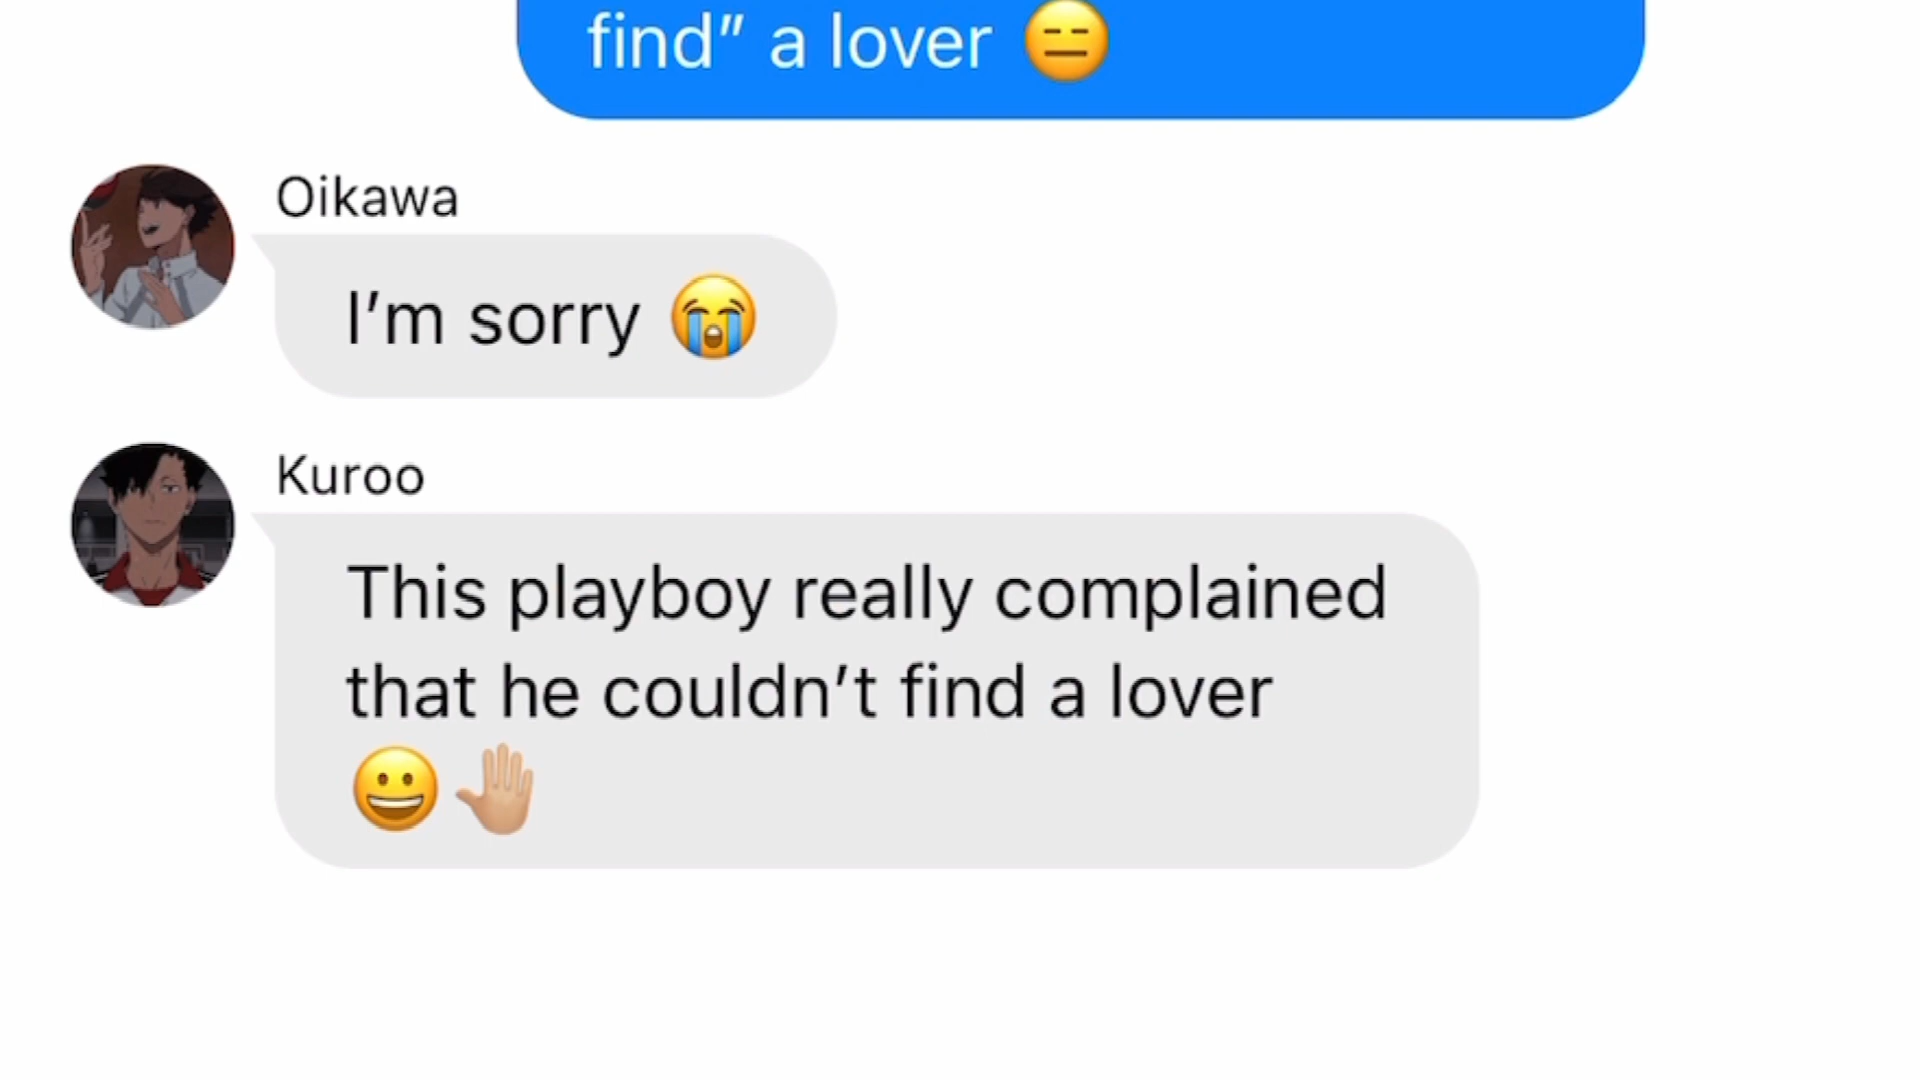 find” a lover 😑
Oikawa
I’m sorry 😭
Kuroo
This playboy really complained
that he couldn’t find a lover
😀🤚🏼